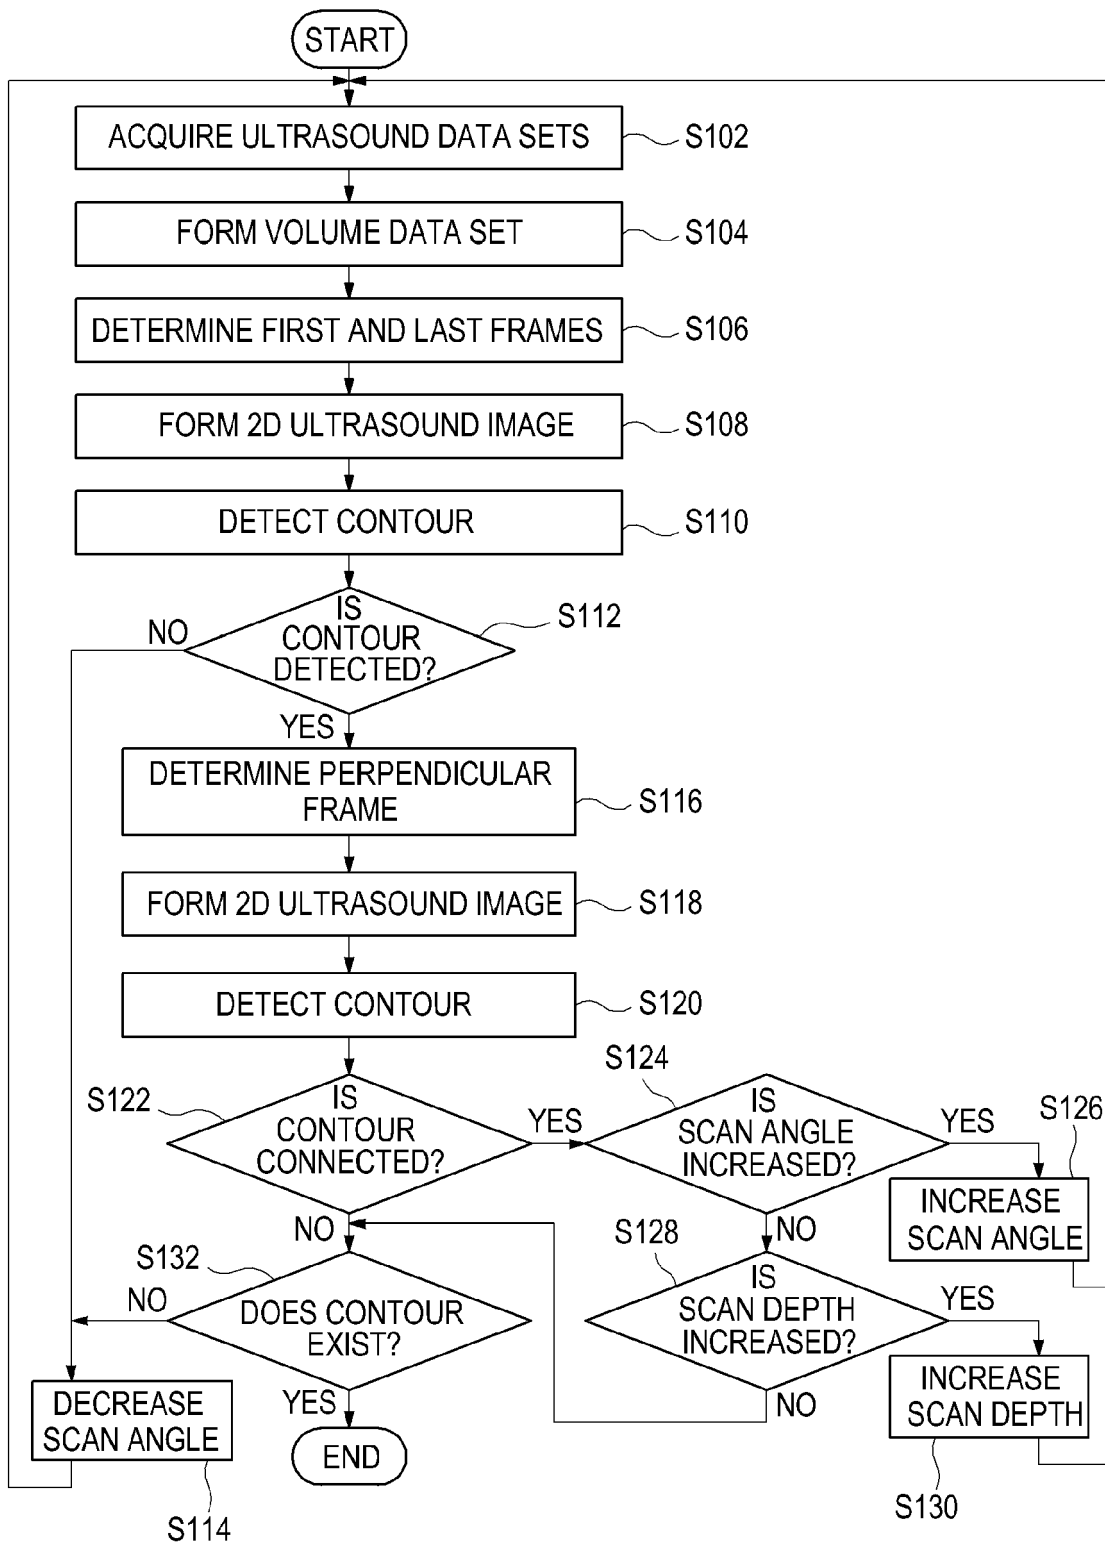 START
ACQUIRE ULTRASOUND DATA SETS
S102
FORM VOLUME DATA SET
S104
DETERMINE FIRST AND LAST FRAMES
S106
FORM 2D ULTRASOUND IMAGE
S108
DETECT CONTOUR
S110
IS
CONTOUR
DETECTED?
S112
NO
YES
DETERMINE PERPENDICULAR
FRAME
S116
FORM 2D ULTRASOUND IMAGE
S118
DETECT CONTOUR
S120
S122
IS
CONTOUR
CONNECTED?
YES
NO
S124
IS
SCAN ANGLE
INCREASED?
YES
NO
S126
INCREASE
SCAN ANGLE
S128
IS
SCAN DEPTH
INCREASED?
YES
NO
INCREASE
SCAN DEPTH
S130
S132
DOES CONTOUR
EXIST?
NO
YES
DECREASE
SCAN ANGLE
S114
END